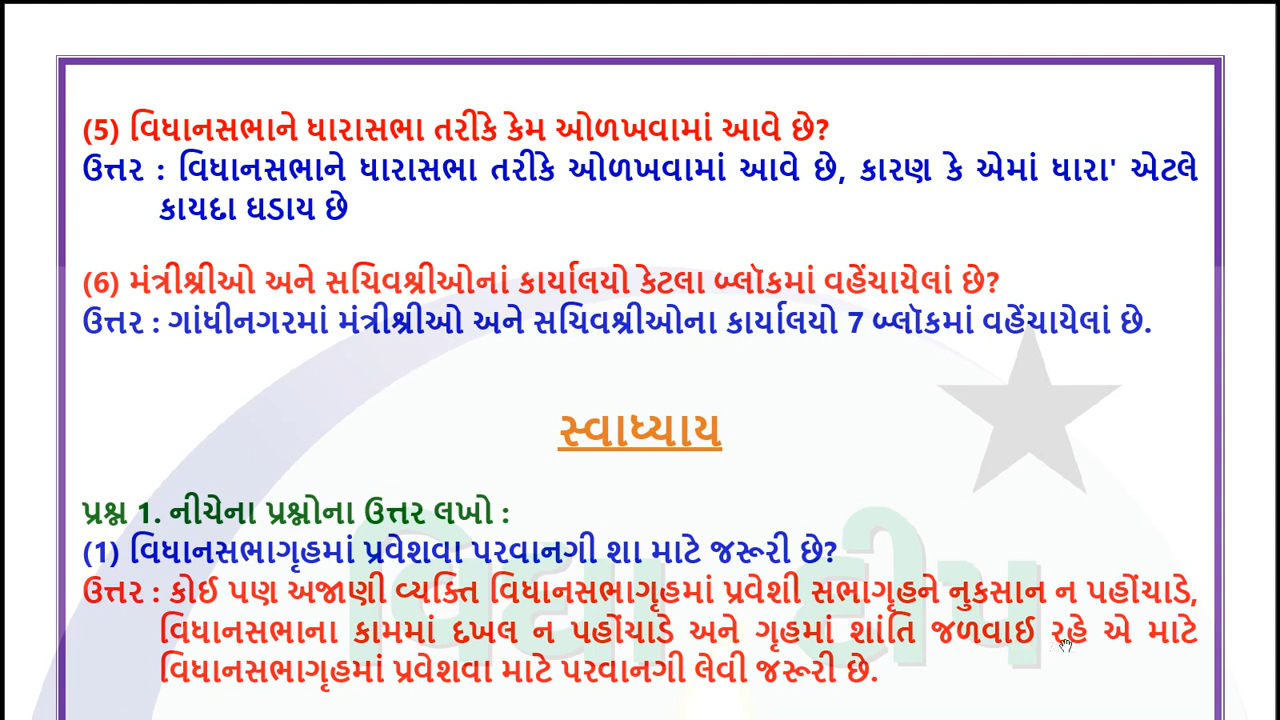 (5) વિધાનસભાને ધારાસભા તરીકે કેમ ઓળખવામાં આવે છે?
ઉત્તર : વિધાનસભાને ધારાસભા તરીકે ઓળખવામાં આવે છે, કારણ કે એમાં ધારા' એટલે
કાયદા ઘડાય છે
(6) મંત્રીશ્રીઓ અને સચિવશ્રીઓનાં કાર્યાલયો કેટલા બ્લૉકમાં વહેંચાયેલાં છે?
ઉત્તર : ગાંધીનગરમાં મંત્રીશ્રીઓ અને સચિવશ્રીઓના કાર્યાલયો 7 બ્લૉકમાં વહેંચાયેલાં છે.
સ્વાધ્યાય
પ્રશ્ન 1. નીચેના પ્રશ્નોના ઉત્તર લખો :
(1) વિધાનસભાગૃહમાં પ્રવેશવા પરવાનગી શા માટે જરૂરી છે?
ઉત્તર : કોઈ પણ અજાણી વ્યક્તિ વિધાનસભાગૃહમાં પ્રવેશી સભાગૃહને નુકસાન ન પહોંચાડે,
વિધાનસભાના કામમાં દખલ ન પહોંચાડે અને ગૃહમાં શાંતિ જળવાઈ રહે એ માટે
વિધાનસભાગૃહમાં પ્રવેશવા માટે પરવાનગી લેવી જરૂરી છે.
વિદ્યા દીપ